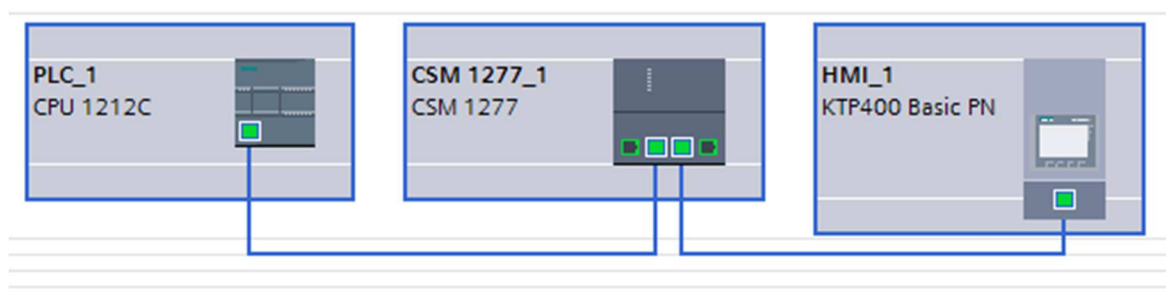 PLC_1
CPU 1212C
CSM 1277_1
CSM 1277
HMI_1
KTP400 Basic PN